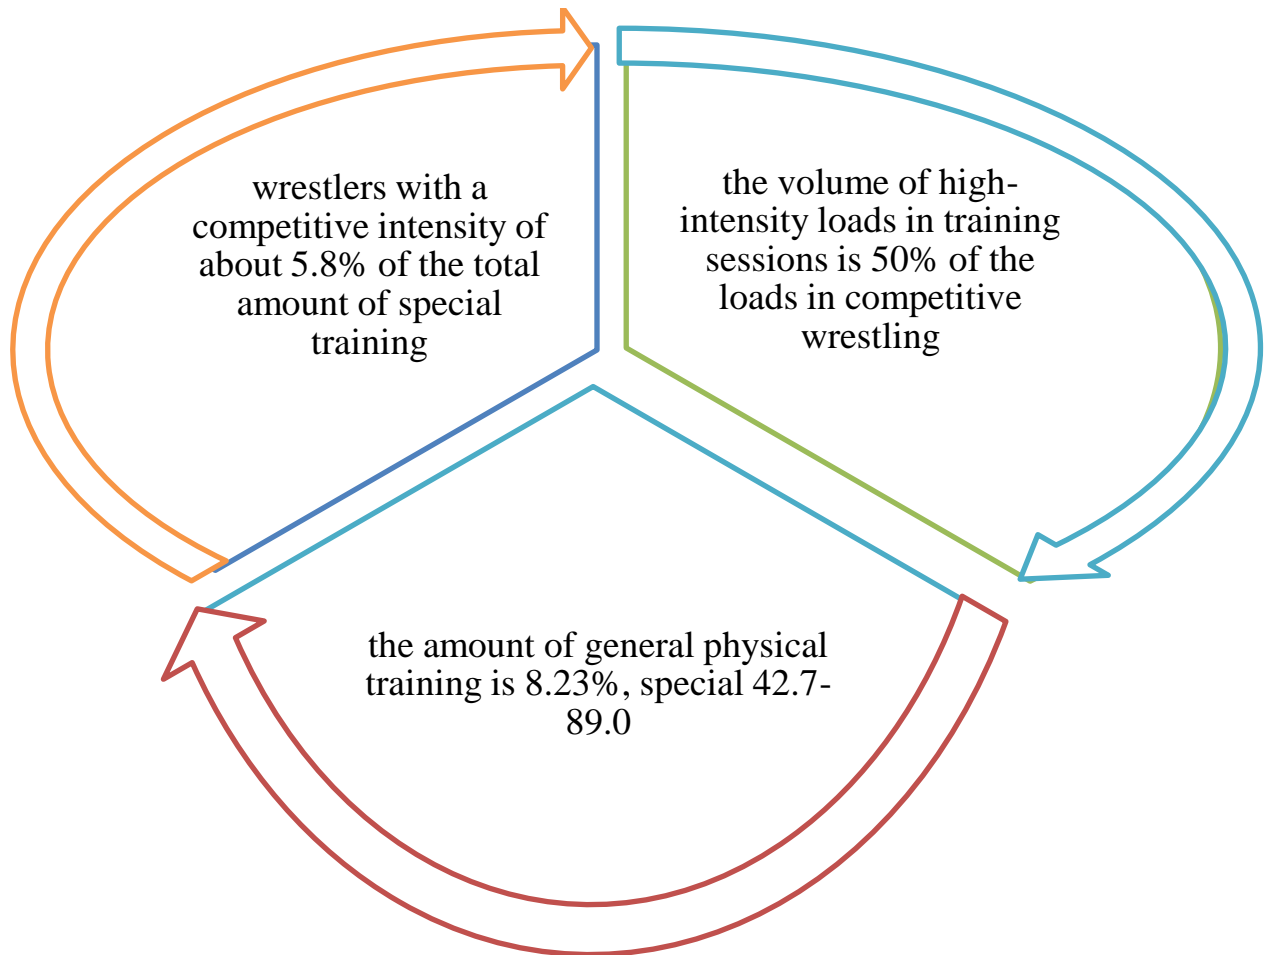 wrestlers with a
competitive intensity of
about 5.8% of the total
amount of special
training
the volume of high-
intensity loads in training
sessions is 50% of the
loads in competitive
wrestling
the amount of general physical
training is 8.23%, special 42.7-
89.0